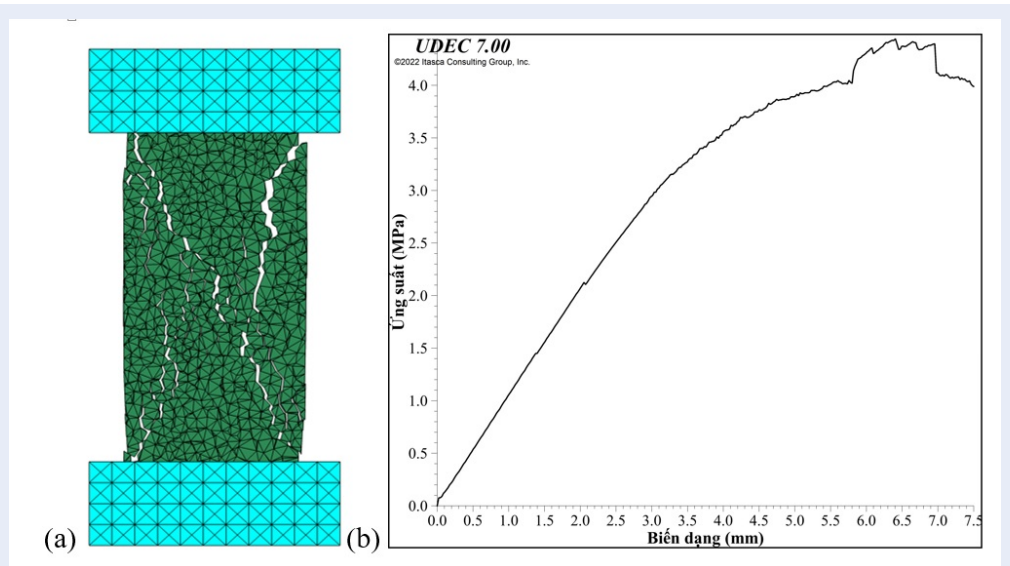 UDEC 7.00
©2022 Itasca Consulting Group, Inc.
4.0
3.5
3.0
2.5
2.0
1.5
1.0
0.5
0.0
Ứng suất (MPa)
0.0 0.5 1.0 1.5 2.0 2.5 3.0 3.5 4.0 4.5 5.0 5.5 6.0 6.5 7.0 7.5
Biến dạng (mm)
(a)
(b)